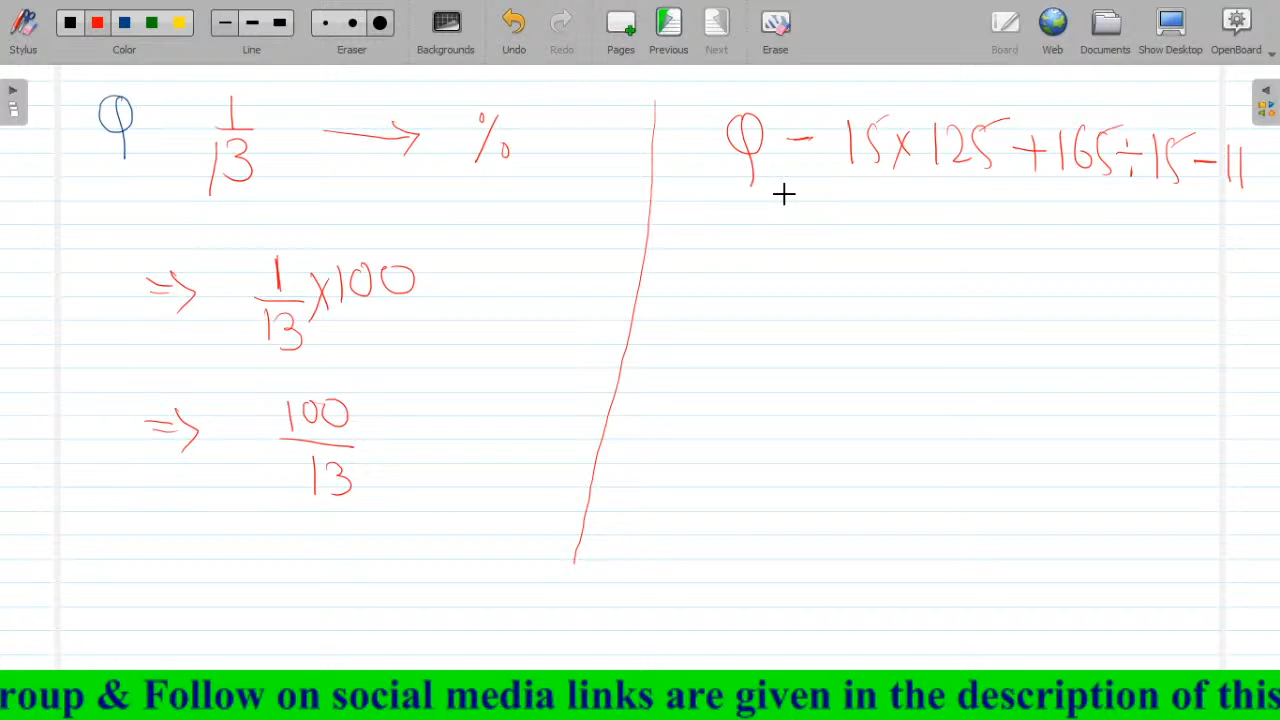 Stylus
Color
Line
Eraser
Backgrounds
Undo
Redo
Pages
Previous
Next
Erase
Board
Web
Documents
Show Desktop
OpenBoard
Q 1/13 → %
⇒ 1/13 × 100
⇒ 100/13
Q - 15 × 125 + 165 ÷ 15 - 11
roup & Follow on social media links are given in the description of this